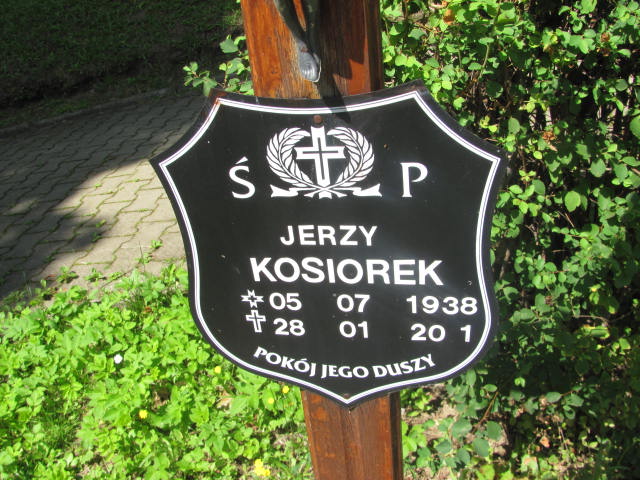 Ś P
JERZY
KOSIOREK
05 07 1938
28 01 20 1
POKÓJ JEGO DUSZY